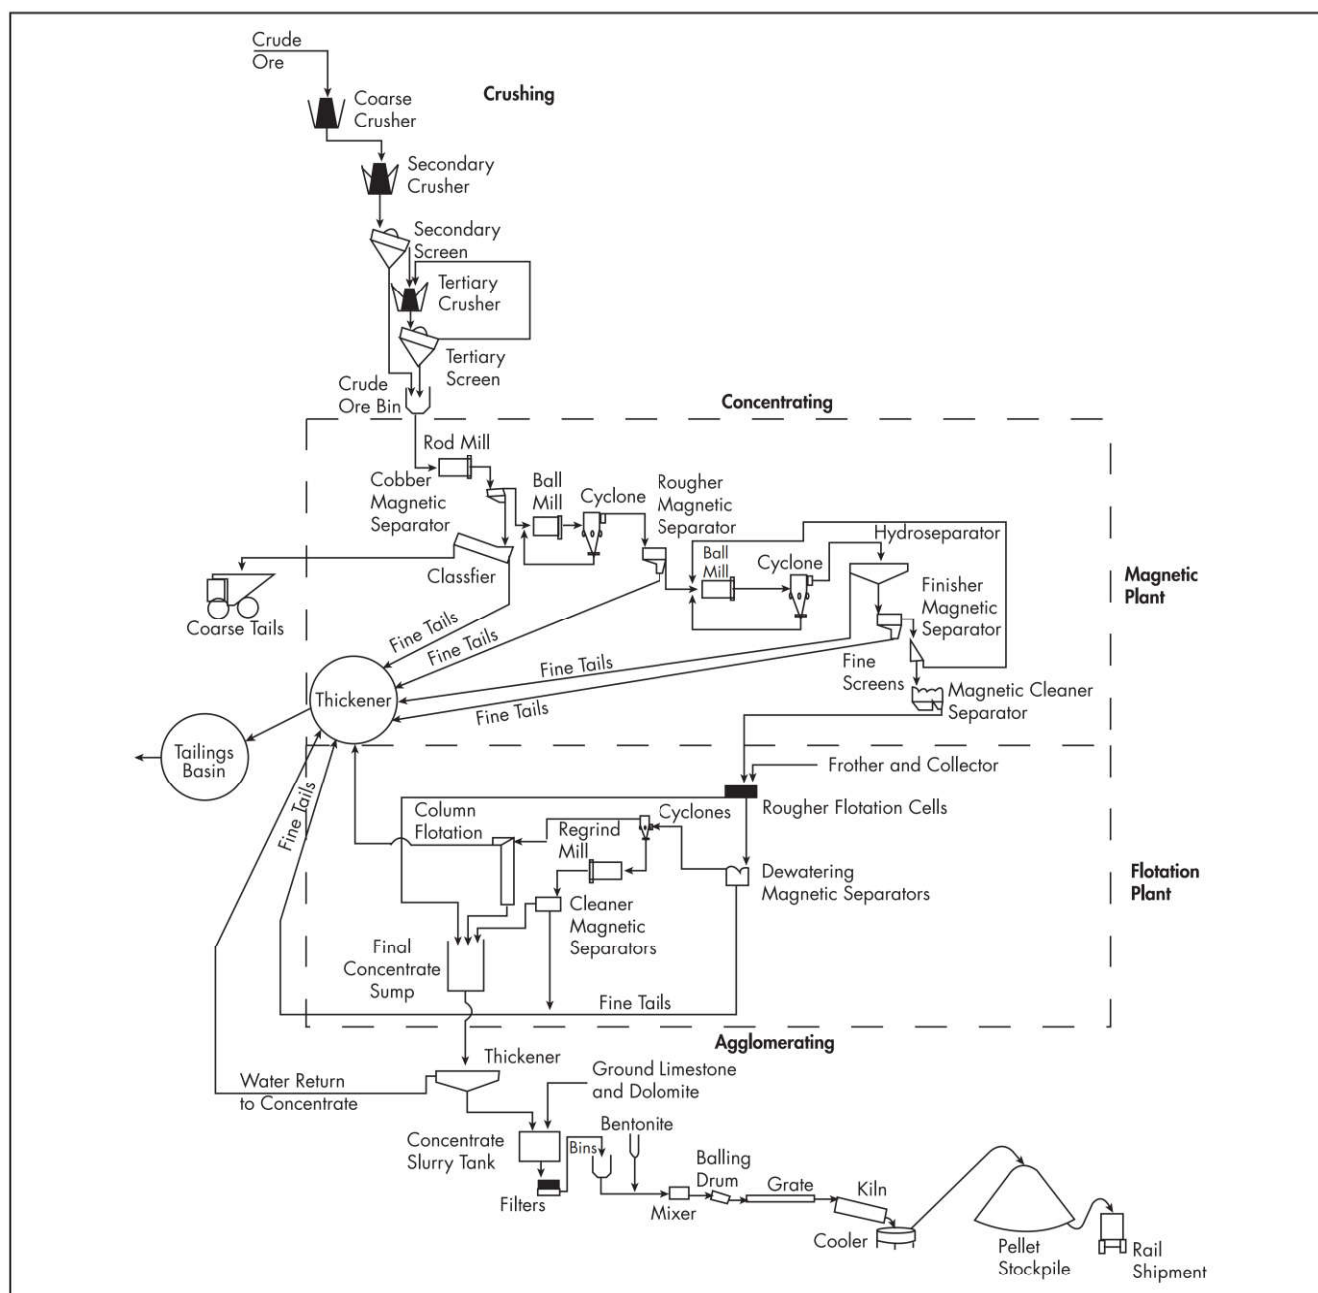 Crude
Ore
Crushing
Coarse
Crusher
Secondary
Crusher
Secondary
Screen
Tertiary
Crusher
Tertiary
Screen
Crude
Ore Bin
Concentrating
Rod Mill
Cobber
Magnetic
Separator
Ball
Mill
Cyclone
Rougher
Magnetic
Separator
Hydroseparator
Ball
Mill
Cyclone
Classfier
Finisher
Magnetic
Separator
Magnetic
Plant
Coarse Tails
Fine Tails
Fine Tails
Fine Tails
Fine Tails
Fine
Screens
Magnetic Cleaner
Separator
Thickener
Tailings
Basin
Frother and Collector
Rougher Flotation Cells
Column
Flotation
Cyclones
Regrind
Mill
Fine Tails
Dewatering
Magnetic Separators
Flotation
Plant
Cleaner
Magnetic
Separators
Final
Concentrate
Sump
Fine Tails
Agglomerating
Thickener
Water Return
to Concentrate
Ground Limestone
and Dolomite
Bentonite
Concentrate
Slurry Tank
Bins
Filters
Mixer
Balling
Drum
Grate
Kiln
Cooler
Pellet
Stockpile
Rail
Shipment